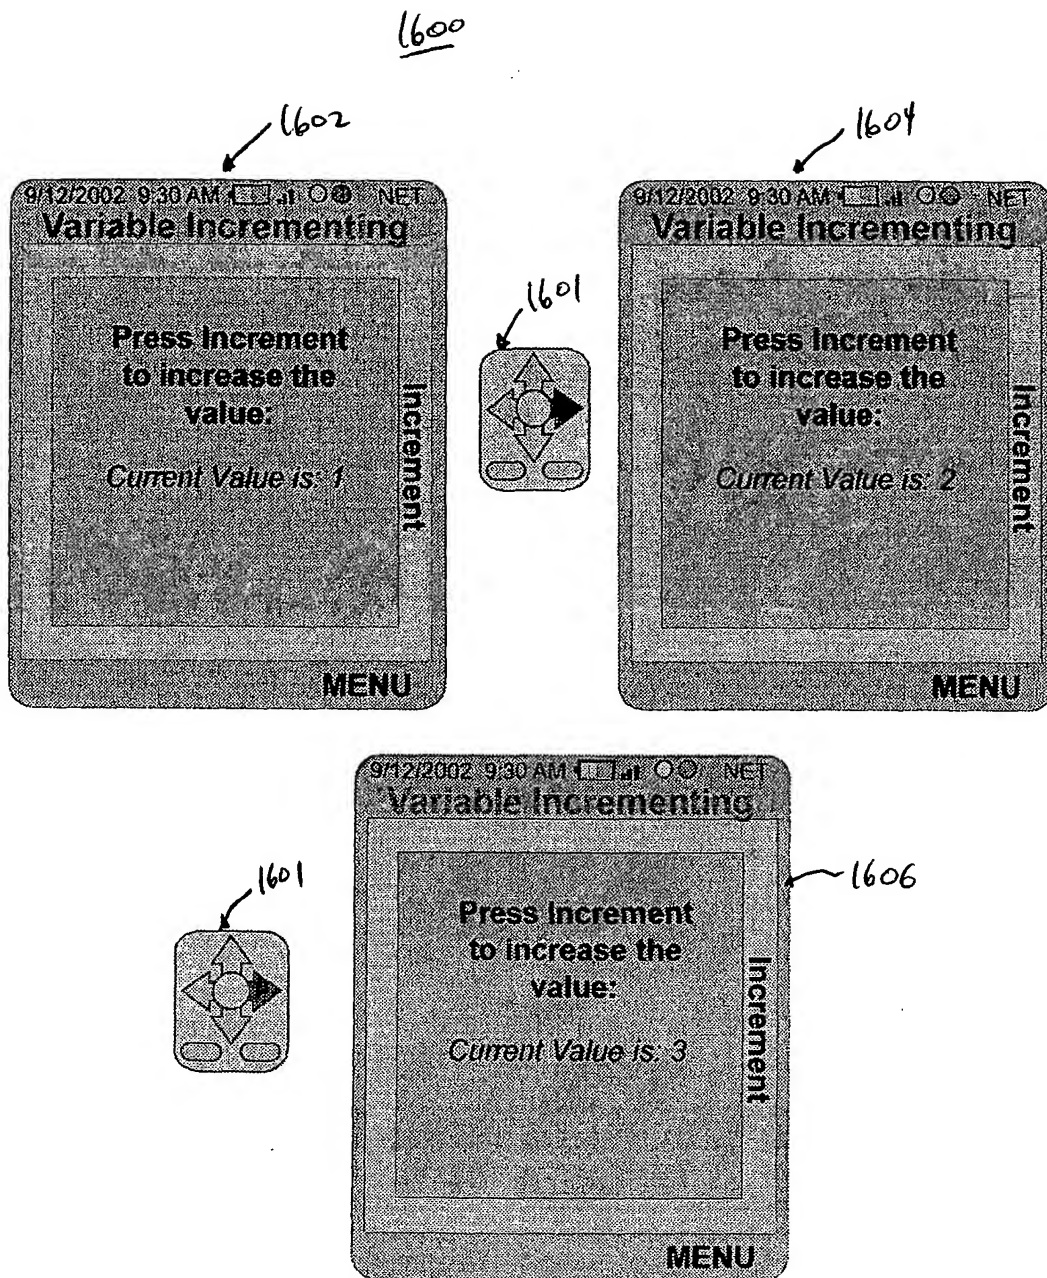 1600
1602
1604
9/12/2002 9:30 AM NET
Variable Incrementing
Press Increment
to increase the
value:
Current Value is: 1
Increment
MENU
1601
9/12/2002 9:30 AM NET
Variable Incrementing
Press Increment
to increase the
value:
Current Value is: 2
Increment
MENU
1601
9/12/2002 9:30 AM NET
Variable Incrementing
Press Increment
to increase the
value:
Current Value is: 3
Increment
MENU
1606